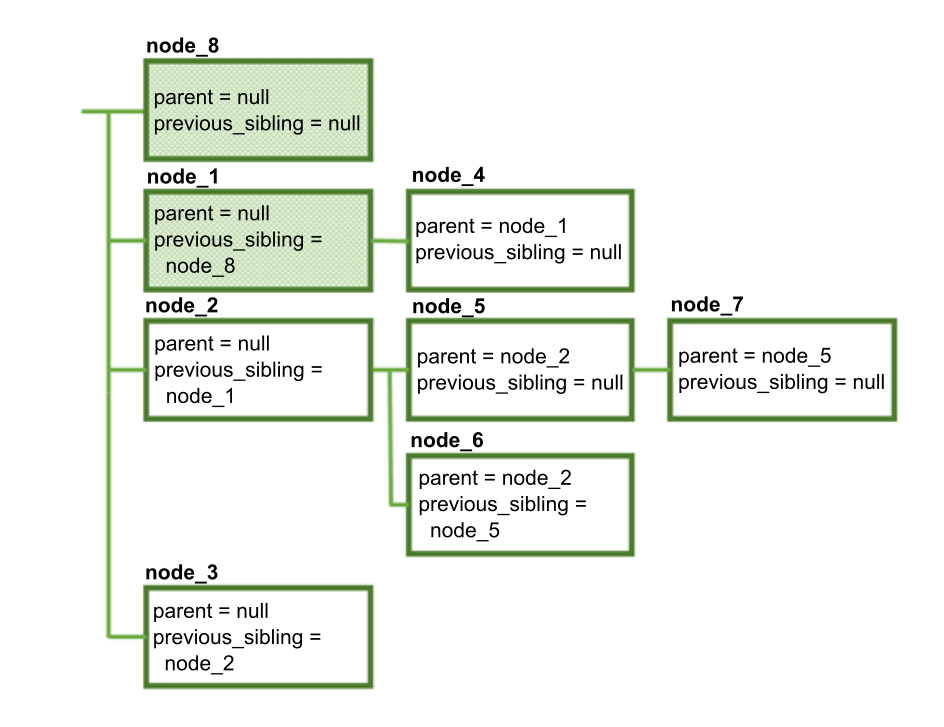 node_8
parent = null
previous_sibling = null
node_1
parent = null
previous_sibling =
node_8
node_4
parent = node_1
previous_sibling = null
node_2
parent = null
previous_sibling =
node_1
node_5
parent = node_2
previous_sibling = null
node_7
parent = node_5
previous_sibling = null
node_6
parent = node_2
previous_sibling =
node_5
node_3
parent = null
previous_sibling =
node_2